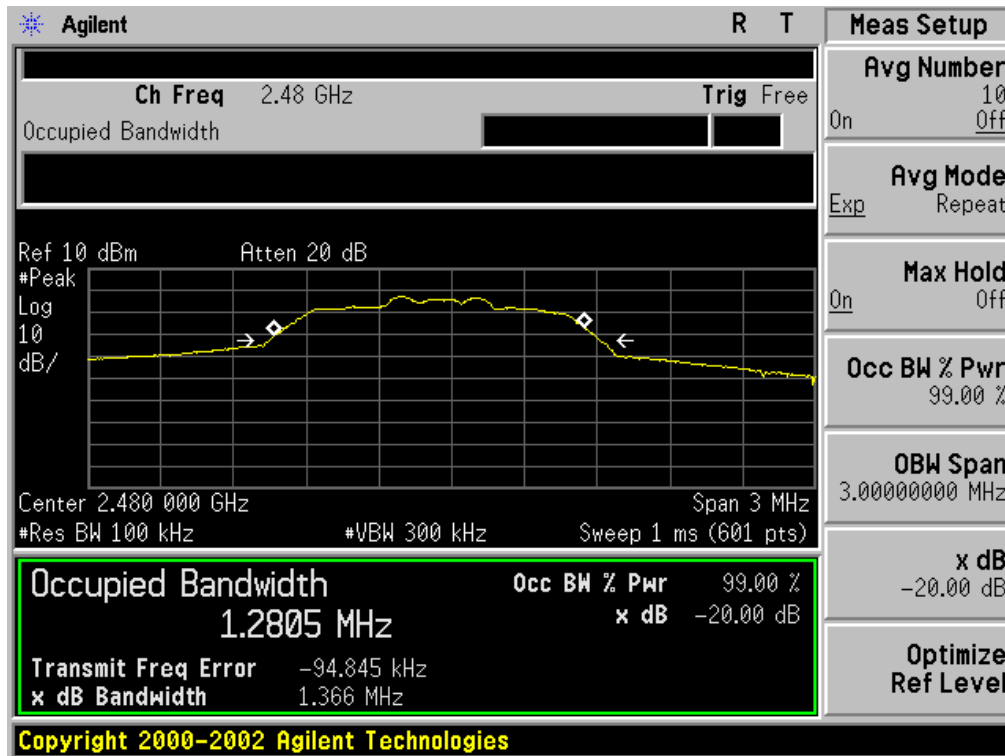 Agilent R T Meas Setup
Ch Freq 2.48 GHz Trig Free
Occupied Bandwidth
Ref 10 dBm Atten 20 dB
#Peak
Log
10
dB/
Center 2.480 000 GHz Span 3 MHz
#Res BW 100 kHz #VBW 300 kHz Sweep 1 ms (601 pts)
Occupied Bandwidth Occ BW % Pwr 99.00 %
1.2805 MHz x dB -20.00 dB
Transmit Freq Error -94.845 kHz
x dB Bandwidth 1.366 MHz
Copyright 2000-2002 Agilent Technologies
Avg Number
10
On Off
Avg Mode
Exp Repeat
Max Hold
On Off
Occ BW % Pwr
99.00 %
OBW Span
3.00000000 MHz
x dB
-20.00 dB
Optimize
Ref Level